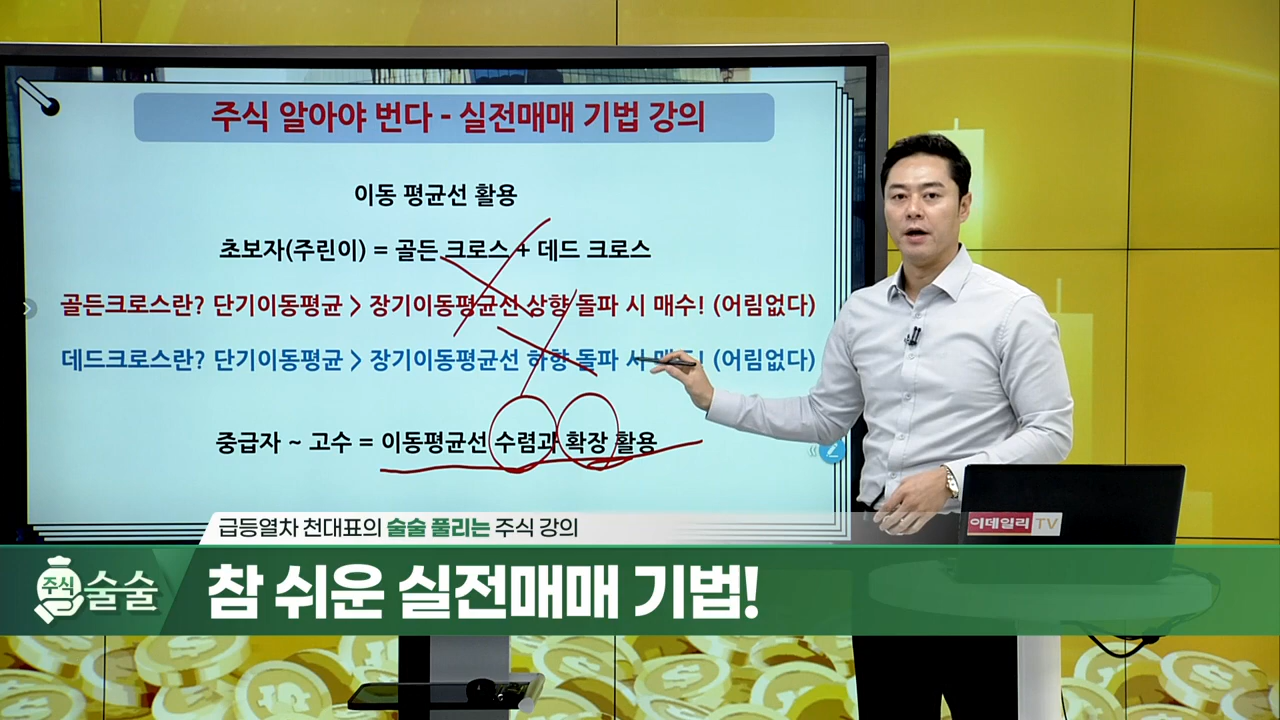 주식 알아야 번다 - 실전매매 기법 강의
이동 평균선 활용
초보자(주린이) = 골든 크로스 + 데드 크로스
골든크로스란? 단기이동평균 > 장기이동평균선 상향 돌파 시 매수! (어림없다)
데드크로스란? 단기이동평균 > 장기이동평균선 하향 돌파 시 매도! (어림없다)
중급자 ~ 고수 = 이동평균선 수렴과 확장 활용
이데일리TV
급등열차 천대표의 술술 풀리는 주식 강의
주식 술술
참 쉬운 실전매매 기법!